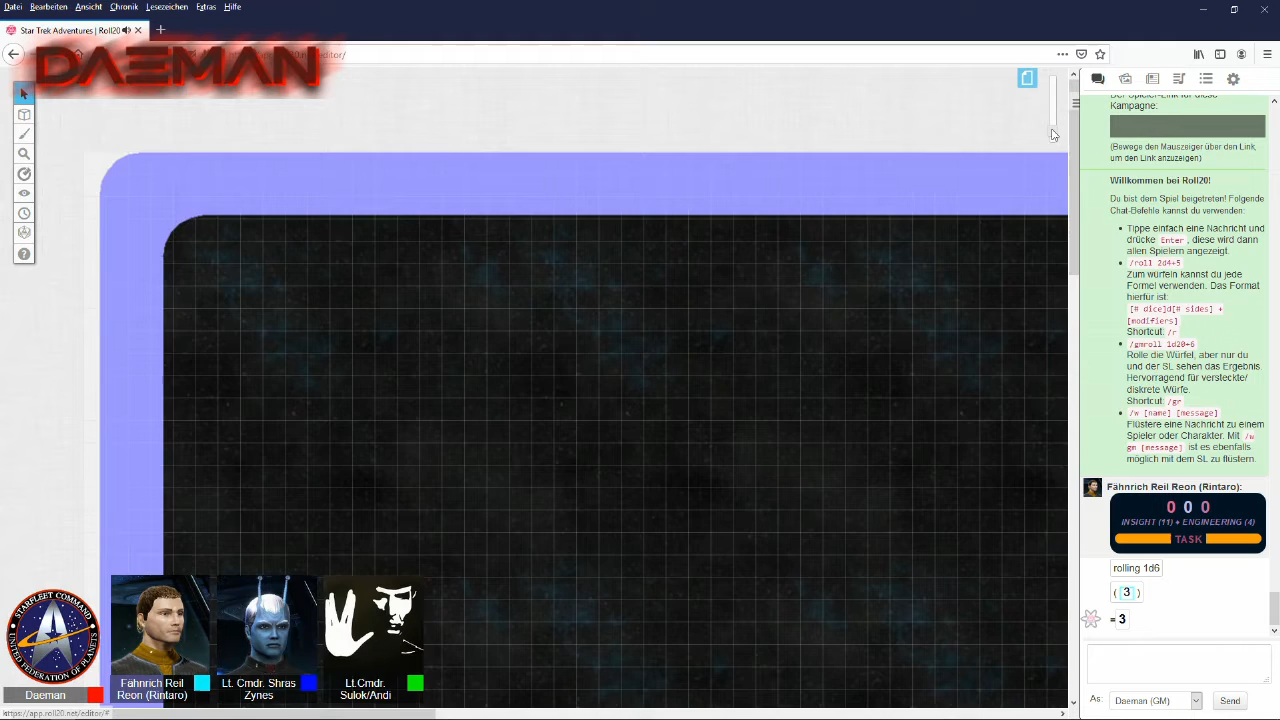 Datei Bearbeiten Ansicht Chronik Lesezeichen Extras Hilfe
Star Trek Adventures | Roll20
DAEMAN
Der Spieler-Link für diese
Kampagne:
(Bewege den Mauszeiger über den Link,
um den Link anzuzeigen)
Willkommen bei Roll20!
Du bist dem Spiel beigetreten! Folgende
Chat-Befehle kannst du verwenden:
Tippe einfach eine Nachricht und
drücke Enter, diese wird dann
allen Spielern angezeigt.
/roll 2d4+5
Zum würfeln kannst du jede
Formel verwenden. Das Format
hierfür ist:
[# dice]d[# sides] +
[modifiers]
Shortcut: /r
/gmroll 1d20+6
Rolle die Würfel, aber nur du
und der SL sehen das Ergebnis.
Hervorragend für versteckte/
diskrete Würfe.
Shortcut: /gr
/w [name] [message]
Flüstere eine Nachricht zu einem
Spieler oder Charakter. Mit /w
gm [message] ist es ebenfalls
möglich mit dem SL zu flüstern.
Fähnrich Reil Reon (Rintaro):
0 0 0
INSIGHT (11) + ENGINEERING (4)
TASK
rolling 1d6
(3)
=3
As: Daeman (GM) Send
STARFLEET COMMAND
UNITED FEDERATION OF PLANETS
Daeman
Fähnrich Reil
Reon (Rintaro)
Lt. Cmdr. Shras
Zynes
Lt.Cmdr.
Sulok/Andi
https://app.roll20.net/editor/#